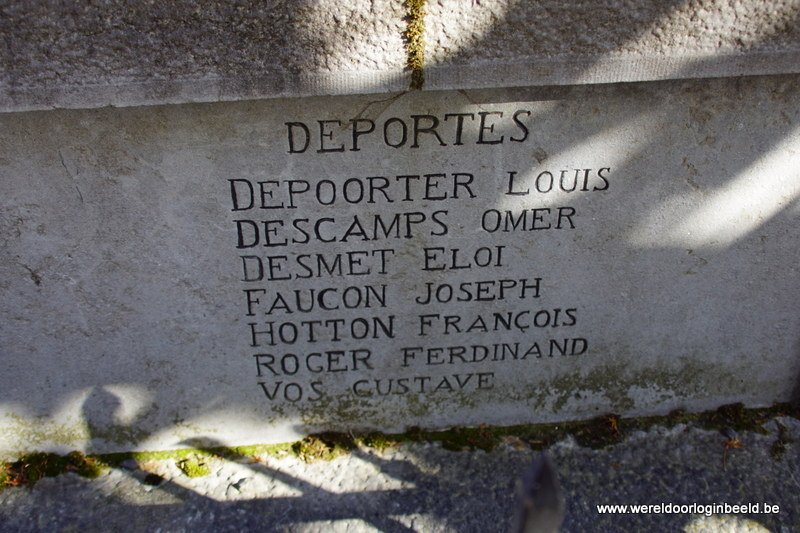 DEPORTES
DEPOORTER LOUIS
DESCAMPS OMER
DESMET ELOI
FAUCON JOSEPH
HOTTON FRANÇOIS
ROGER FERDINAND
VOS GUSTAVE
www.wereldoorloginbeeld.be